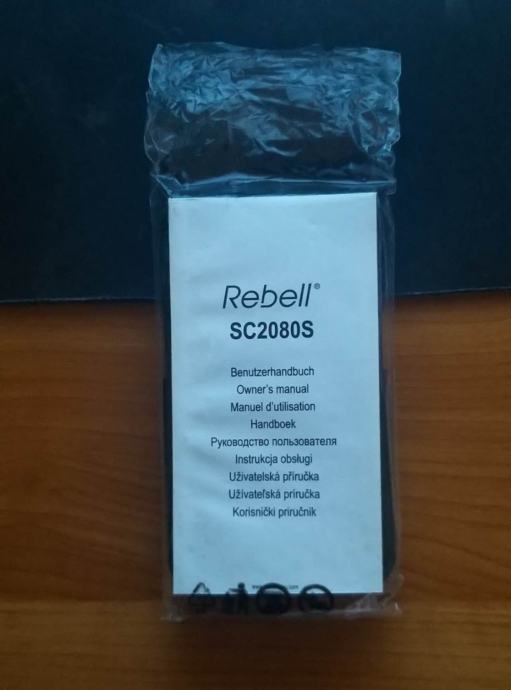 Rebell®
SC2080S
Benutzerhandbuch
Owner's manual
Manuel d'utilisation
Handboek
Руководство пользователя
Instrukcja obsługi
Uživatelská příručka
Užívateľská príručka
Korisnički priručnik